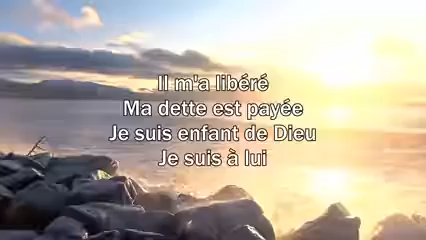 Il m'a libéré
Ma dette est payée
Je suis enfant de Dieu
Je suis à lui